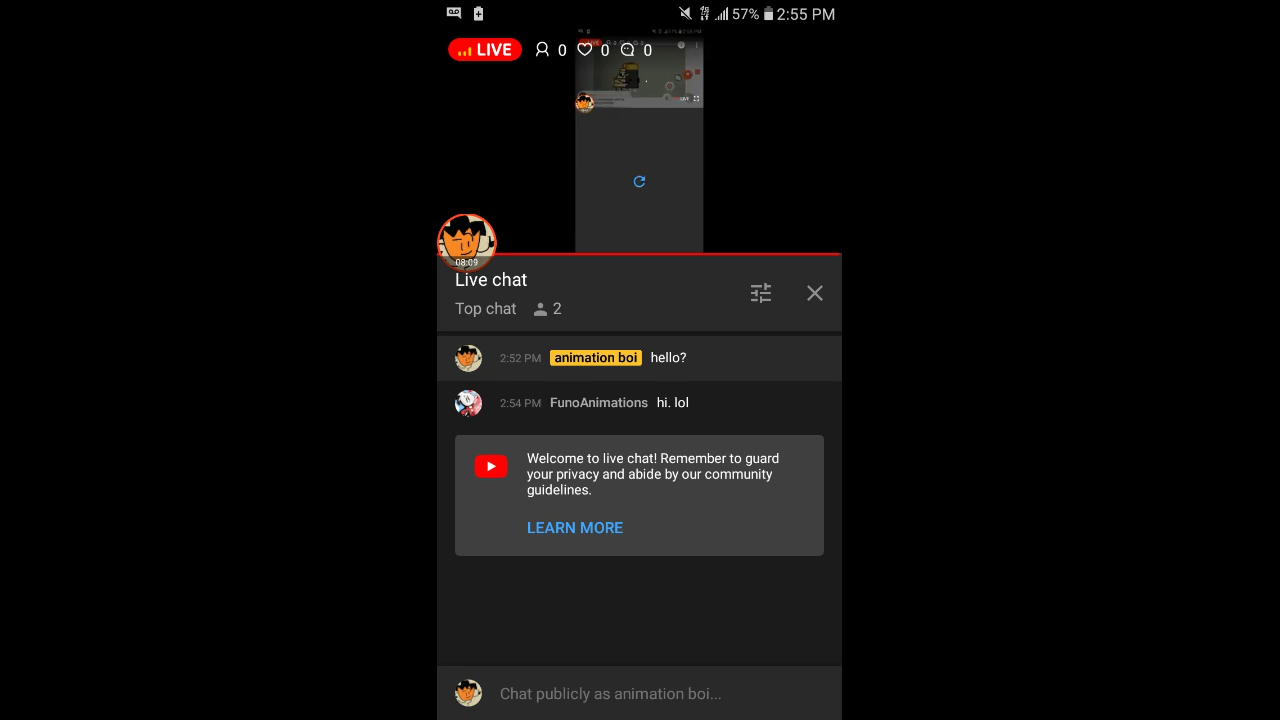 57% 2:55 PM
LIVE 0 0 0
LIVE
08:09
Live chat
Top chat 2
2:52 PM animation boi hello?
2:54 PM FunoAnimations hi. lol
Welcome to live chat! Remember to guard
your privacy and abide by our community
guidelines.
LEARN MORE
Chat publicly as animation boi...